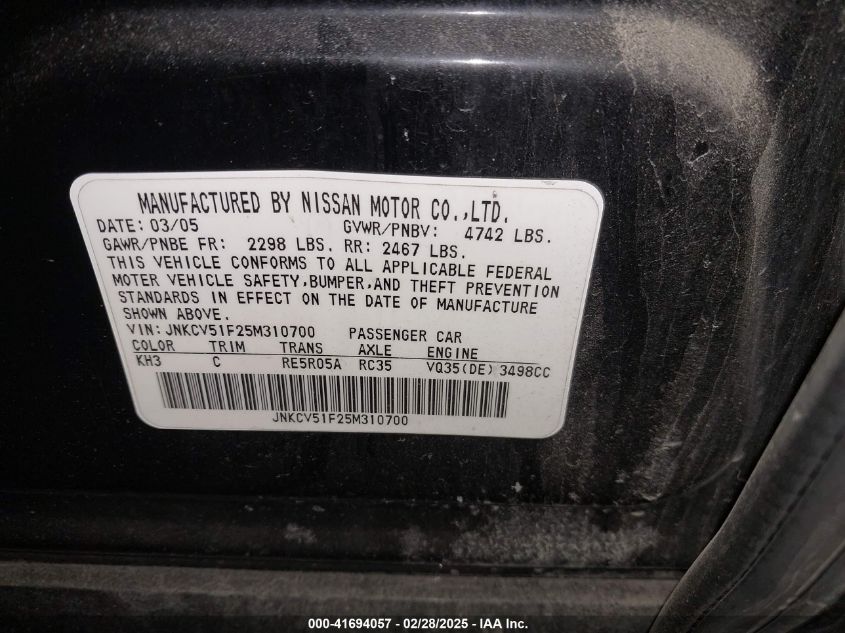 MANUFACTURED BY NISSAN MOTOR CO.,LTD.
DATE: 03/05 GVWR/PNBV: 4742 LBS.
GAWR/PNBE FR: 2298 LBS. RR: 2467 LBS.
THIS VEHICLE CONFORMS TO ALL APPLICABLE FEDERAL
MOTER VEHICLE SAFETY,BUMPER,AND THEFT PREVENTION
STANDARDS IN EFFECT ON THE DATE OF MANUFACTURE
SHOWN ABOVE.
VIN: JNKCV51F25M310700 PASSENGER CAR
COLOR TRIM TRANS AXLE ENGINE
KH3 C RE5R05A RC35 VQ35(DE) 3498CC
JNKCV51F25M310700
000-41694057 - 02/28/2025 - IAA Inc.